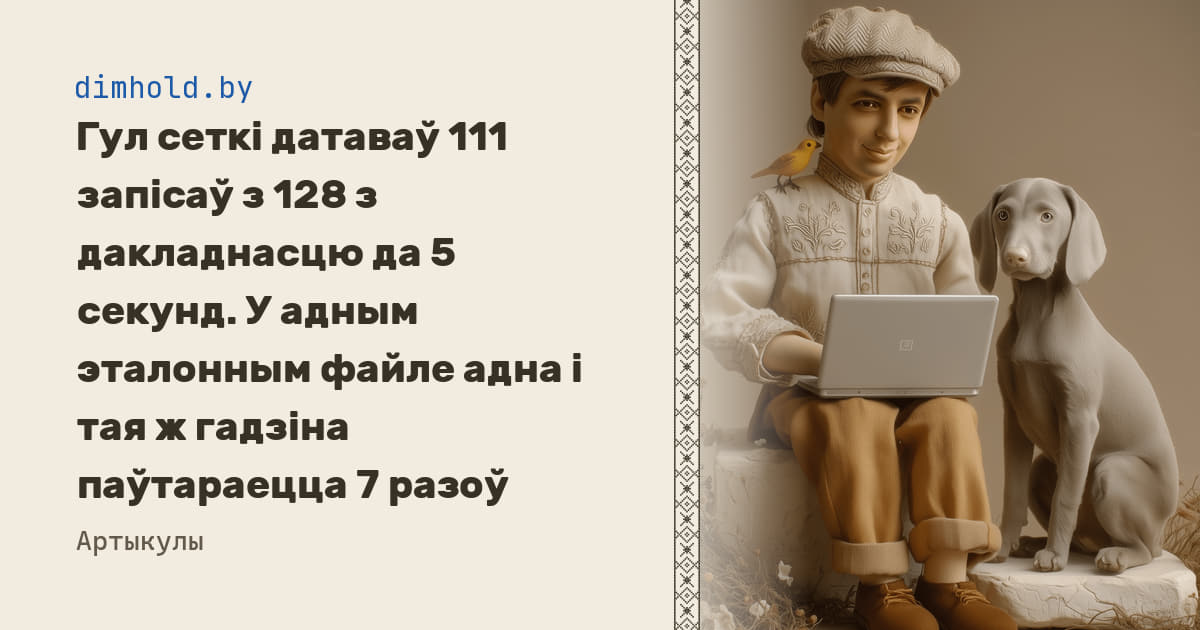 dimhold.by
Гул сеткі датаваў 111
запісаў з 128 з
дакладнасцю да 5
секунд. У адным
эталонным файле адна і
тая ж гадзіна
паўтараецца 7 разоў
Артыкулы